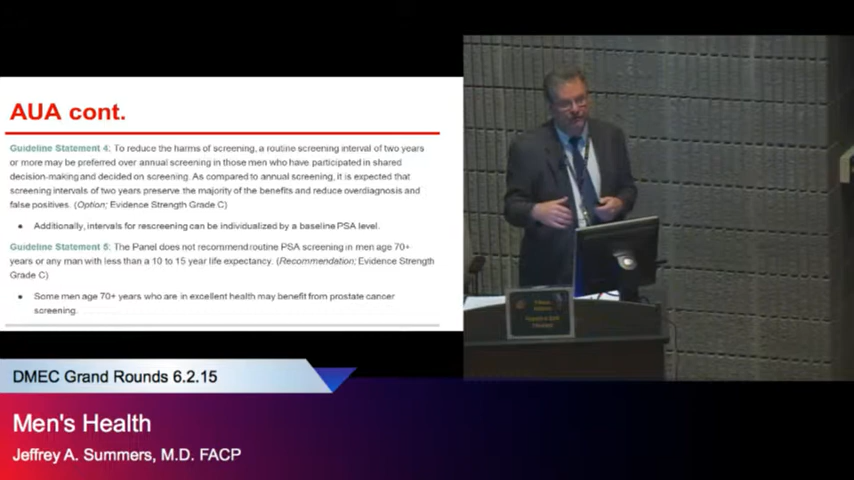 AUA cont.
Guideline Statement 4: To reduce the harms of screening, a routine screening interval of two years
or more may be preferred over annual screening in those men who have participated in shared
decision-making and decided on screening. As compared to annual screening, it is expected that
screening intervals of two years preserve the majority of the benefits and reduce overdiagnosis and
false positives. (Option; Evidence Strength Grade C)
• Additionally, intervals for rescreening can be individualized by a baseline PSA level.
Guideline Statement 5: The Panel does not recommend routine PSA screening in men age 70+
years or any man with less than a 10 to 15 year life expectancy. (Recommendation; Evidence Strength
Grade C)
• Some men age 70+ years who are in excellent health may benefit from prostate cancer
screening.
DMEC Grand Rounds 6.2.15
Men's Health
Jeffrey A. Summers, M.D. FACP